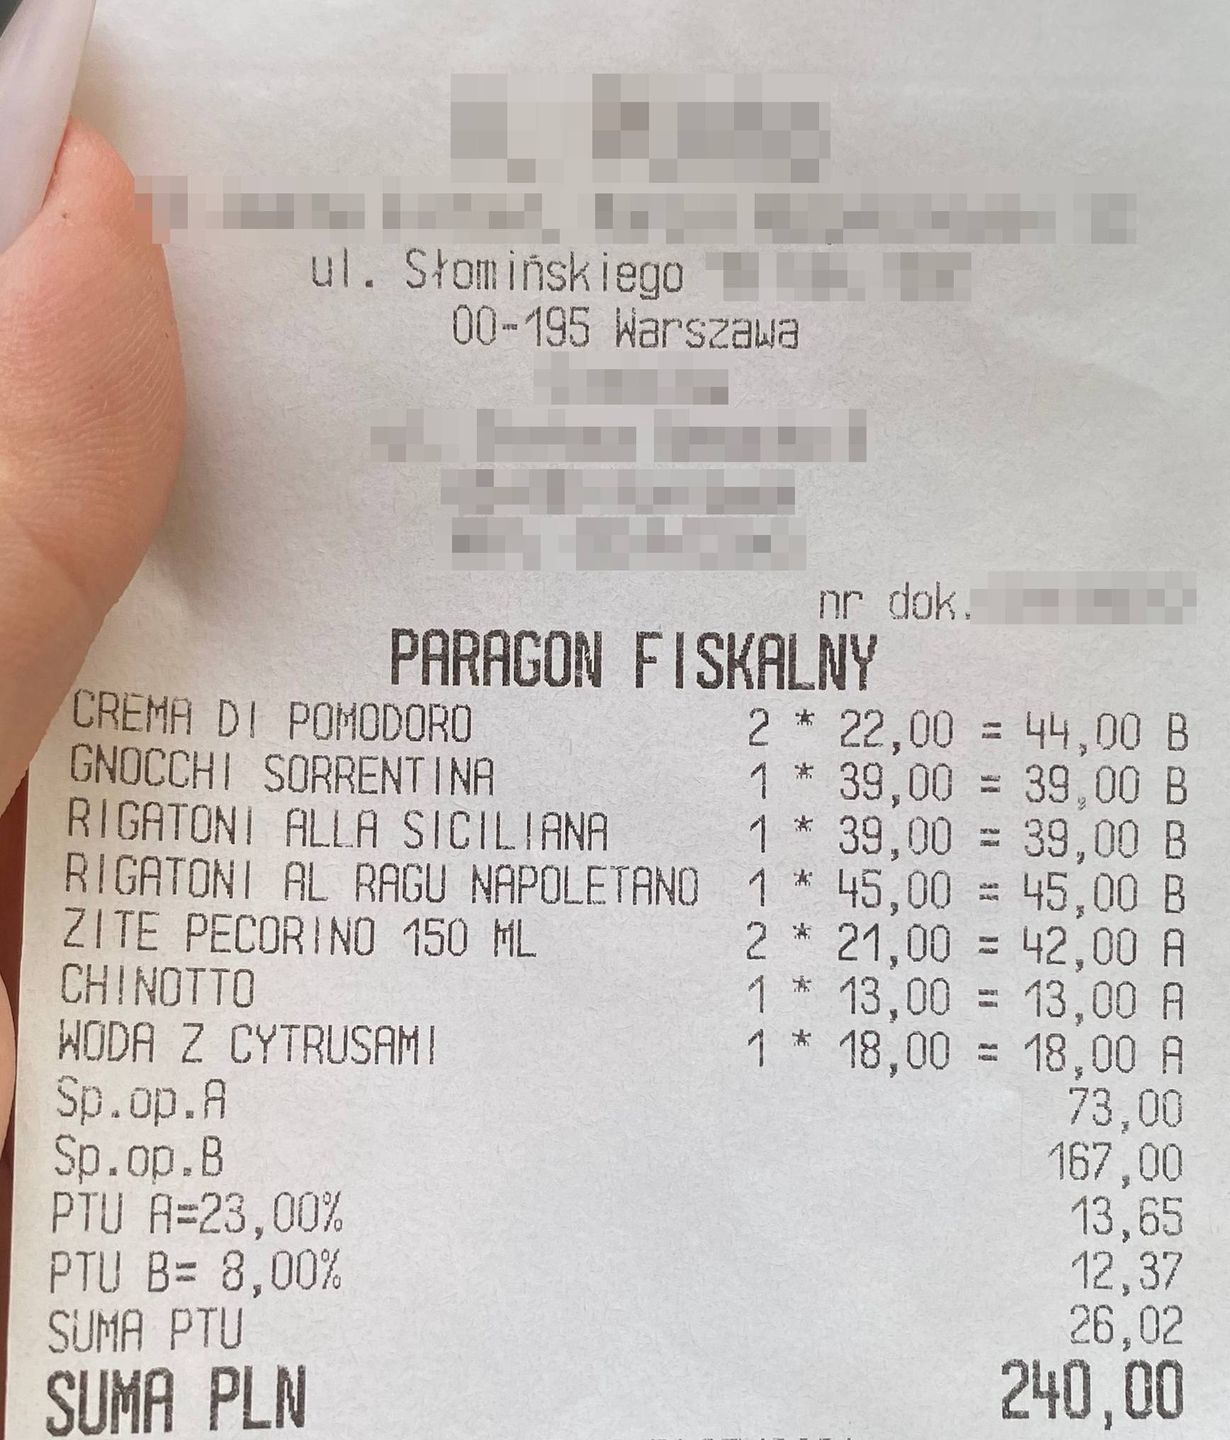 ul. Słomińskiego
00-195 Warszawa
nr dok.
PARAGON FISKALNY
CREMA DI POMODORO 2 * 22,00 = 44,00 B
GNOCCHI SORRENTINA 1 * 39,00 = 39,00 B
RIGATONI ALLA SICILIANA 1 * 39,00 = 39,00 B
RIGATONI AL RAGU NAPOLETANO 1 * 45,00 = 45,00 B
ZITE PECORINO 150 ML 2 * 21,00 = 42,00 A
CHINOTTO 1 * 13,00 = 13,00 A
WODA Z CYTRUSAMI 1 * 18,00 = 18,00 A
Sp.op.A 73,00
Sp.op.B 167,00
PTU A=23,00% 13,65
PTU B= 8,00% 12,37
SUMA PTU 26,02
SUMA PLN 240,00